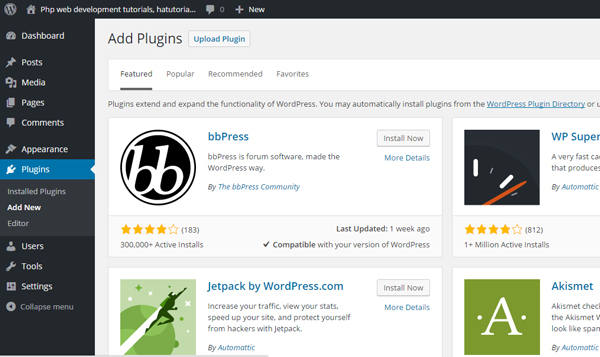 Php web development tutorials, hatutoria... 0 + New
Dashboard
Posts
Media
Pages
Comments
Appearance
Plugins
Installed Plugins
Add New
Editor
Users
Tools
Settings
Collapse menu
Add Plugins Upload Plugin
Featured Popular Recommended Favorites
Plugins extend and expand the functionality of WordPress. You may automatically install plugins from the WordPress Plugin Directory or
bb
bbPress Install Now
bbPress is forum software, made the More Details
WordPress way.
By The bbPress Community
(183) Last Updated: 1 week ago
300,000+ Active Installs Compatible with your version of WordPress
WP Super
A very fast
that produces
By Automattic
(812)
1+ Million Active Installs
Jetpack by WordPress.com Install Now
Increase your traffic, view your stats, More Details
speed up your site, and protect yourself
from hackers with Jetpack.
By Automattic
·A·
Akismet
Akismet
the Akismet
look like
By Automattic